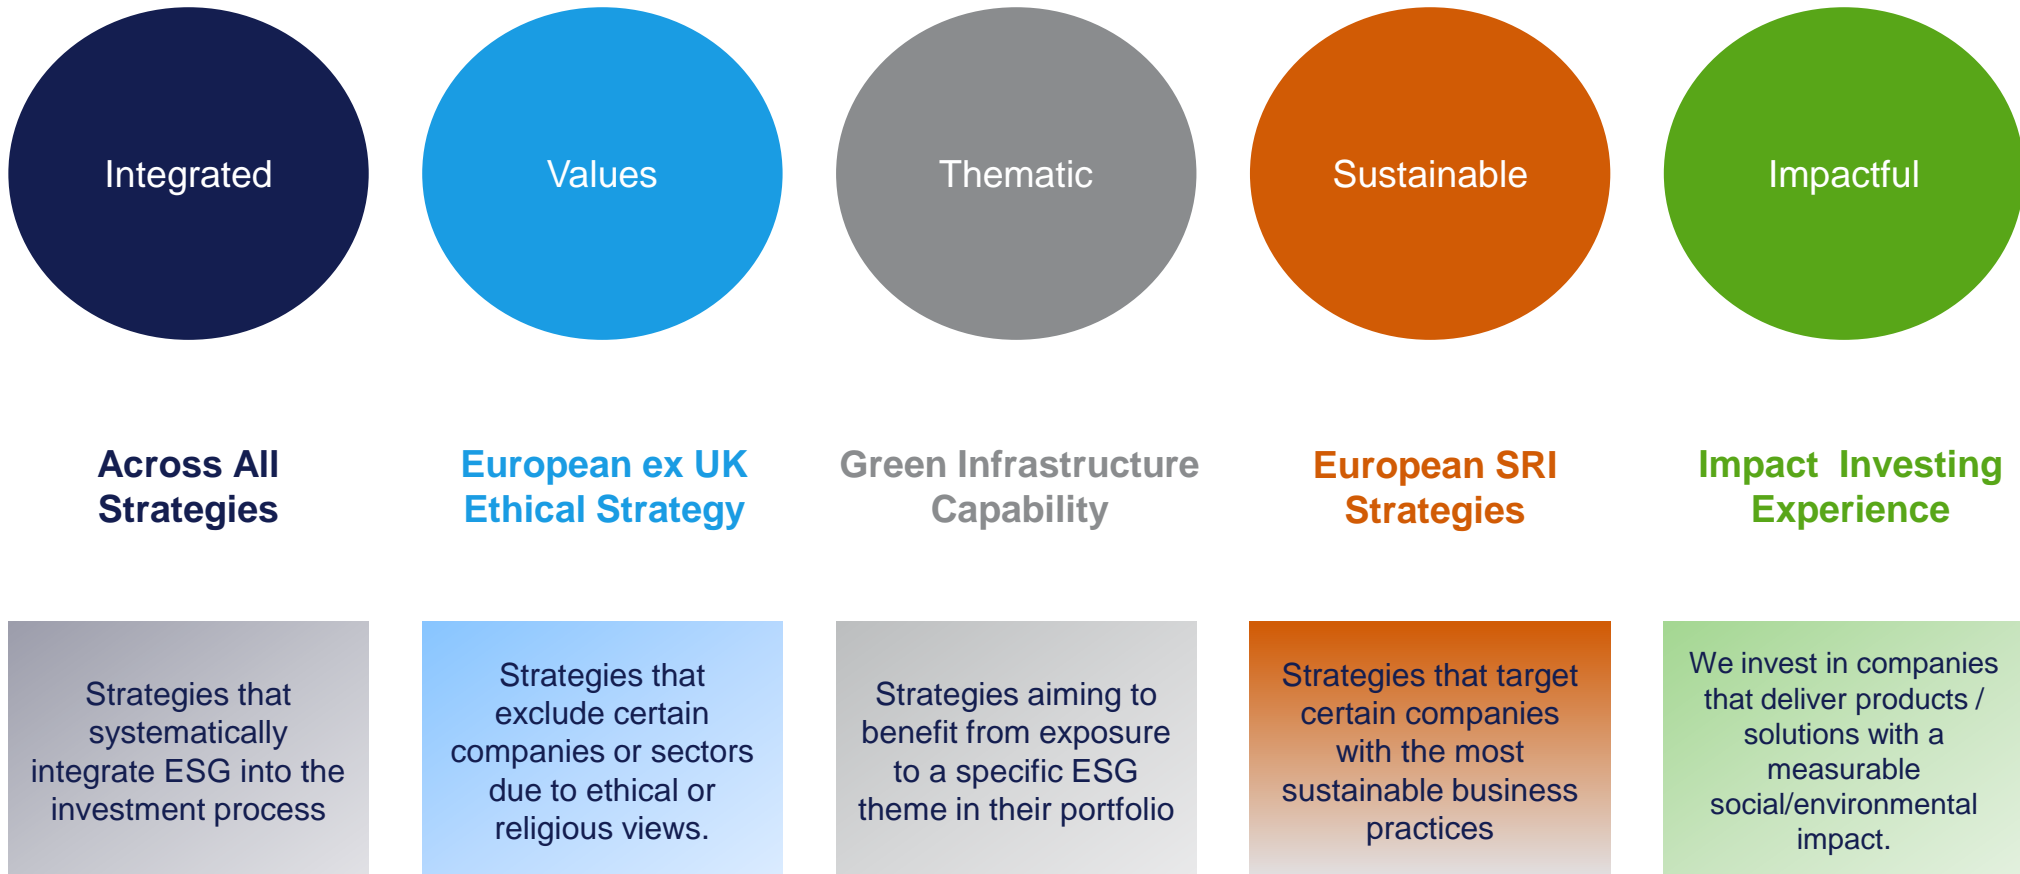 Integrated
Values
Thematic
Sustainable
Impactful
Across All
Strategies
European ex UK
Ethical Strategy
Green Infrastructure
Capability
European SRI
Strategies
Impact  Investing
Experience
Strategies that
systematically
integrate ESG into the
investment process
Strategies that
exclude certain
companies or sectors
due to ethical or
religious views.
Strategies aiming to
benefit from exposure
to a specific ESG
theme in their portfolio
Strategies that target
certain companies
with the most
sustainable business
practices
We invest in companies
that deliver products /
solutions with a
measurable
social/environmental
impact.